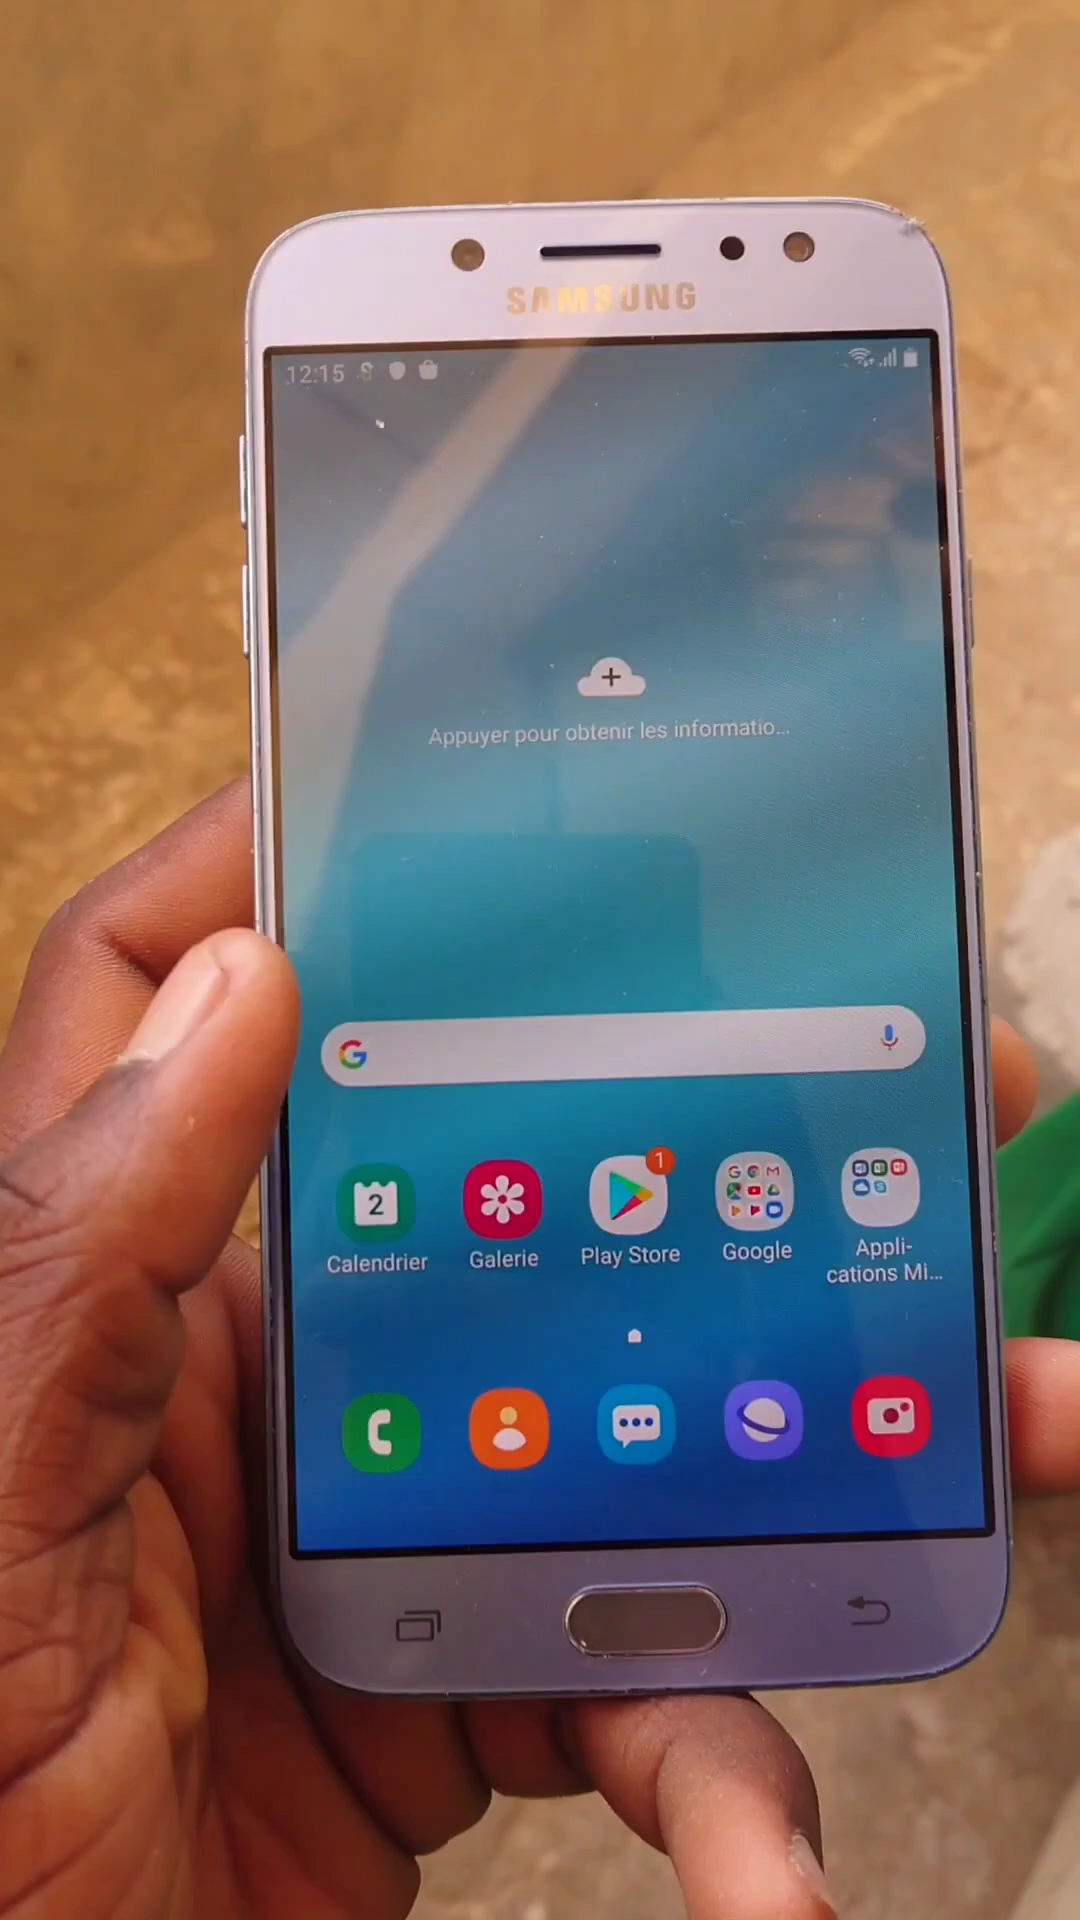 SAMSUNG
12:15
Appuyer pour obtenir les informatio...
G
2
1
Calendrier
Galerie
Play Store
Google
Appli-
cations Mi...